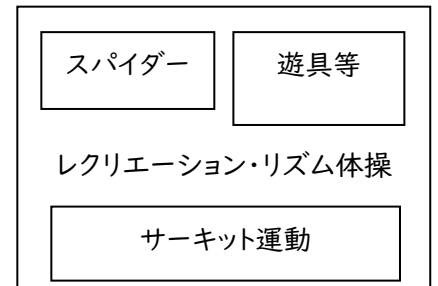 スパイダー
遊具等
レクリエーション・リズム体操
サーキット運動